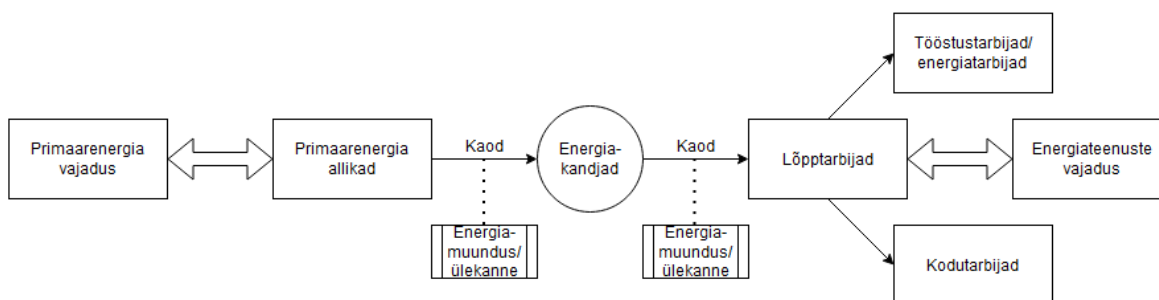 Primaarenergia
vajadus
Primaarenergia
allikad
Kaod
Energia-
muundus/
ülekanne
Energia-
kandjad
Kaod
Energia-
muundus/
ülekanne
Lõpptarbijad
Tööstustarbijad/
energiatarbijad
Energiateenuste
vajadus
Kodutarbijad